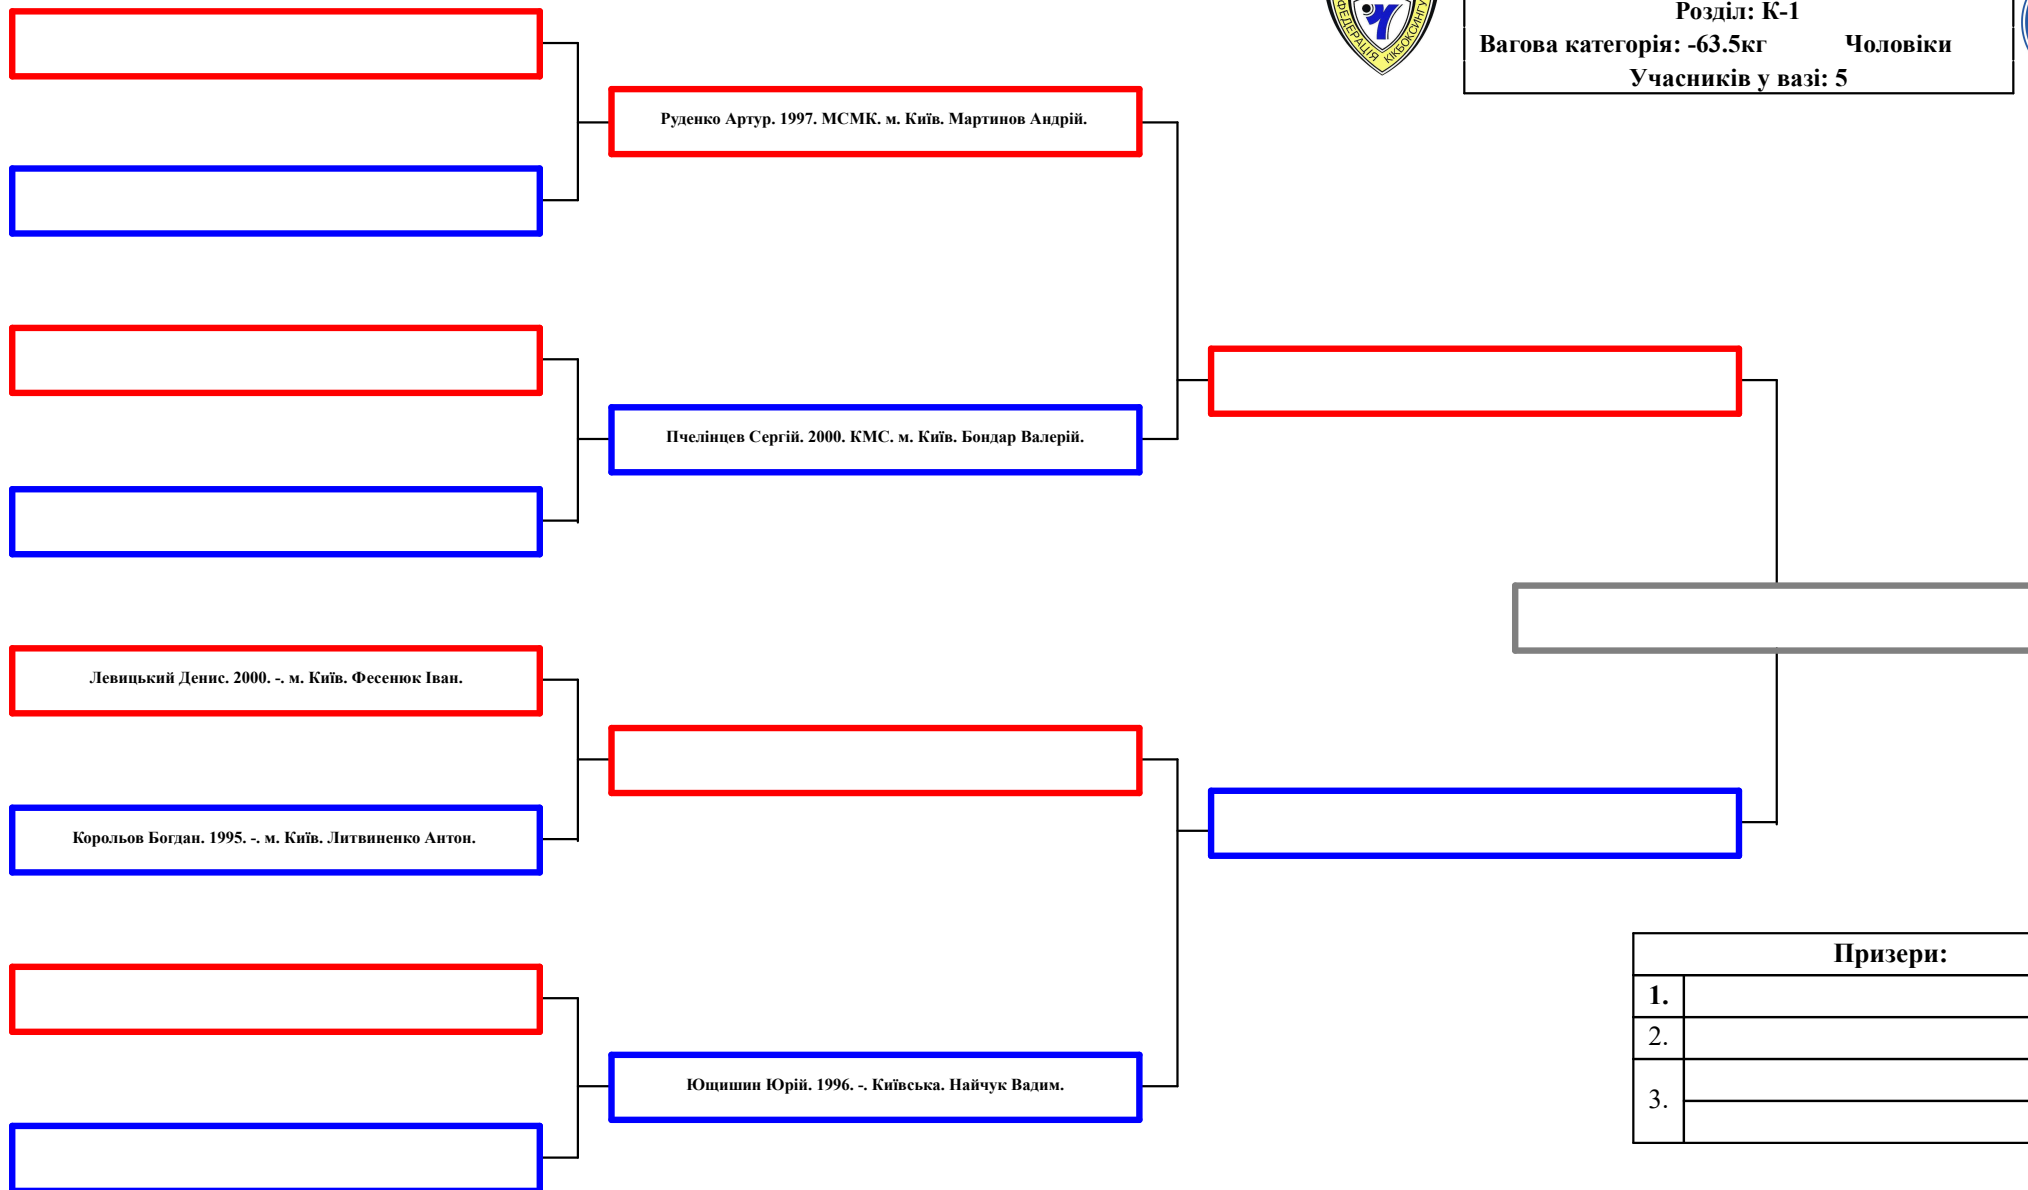 ФЕДЕРАЦІЯ КІКБОКСИНГУ
Розділ: К-1
Вагова категорія: -63.5кг Чоловіки
Учасників у вазі: 5
Руденко Артур. 1997. МСМК. м. Київ. Мартинов Андрій.
Пчелінцев Сергій. 2000. КМС. м. Київ. Бондар Валерій.
Левицький Денис. 2000. -. м. Київ. Фесенюк Іван.
Корольов Богдан. 1995. -. м. Київ. Литвиненко Антон.
Ющишин Юрій. 1996. -. Київська. Найчук Вадим.
Призери:
1.
2.
3.